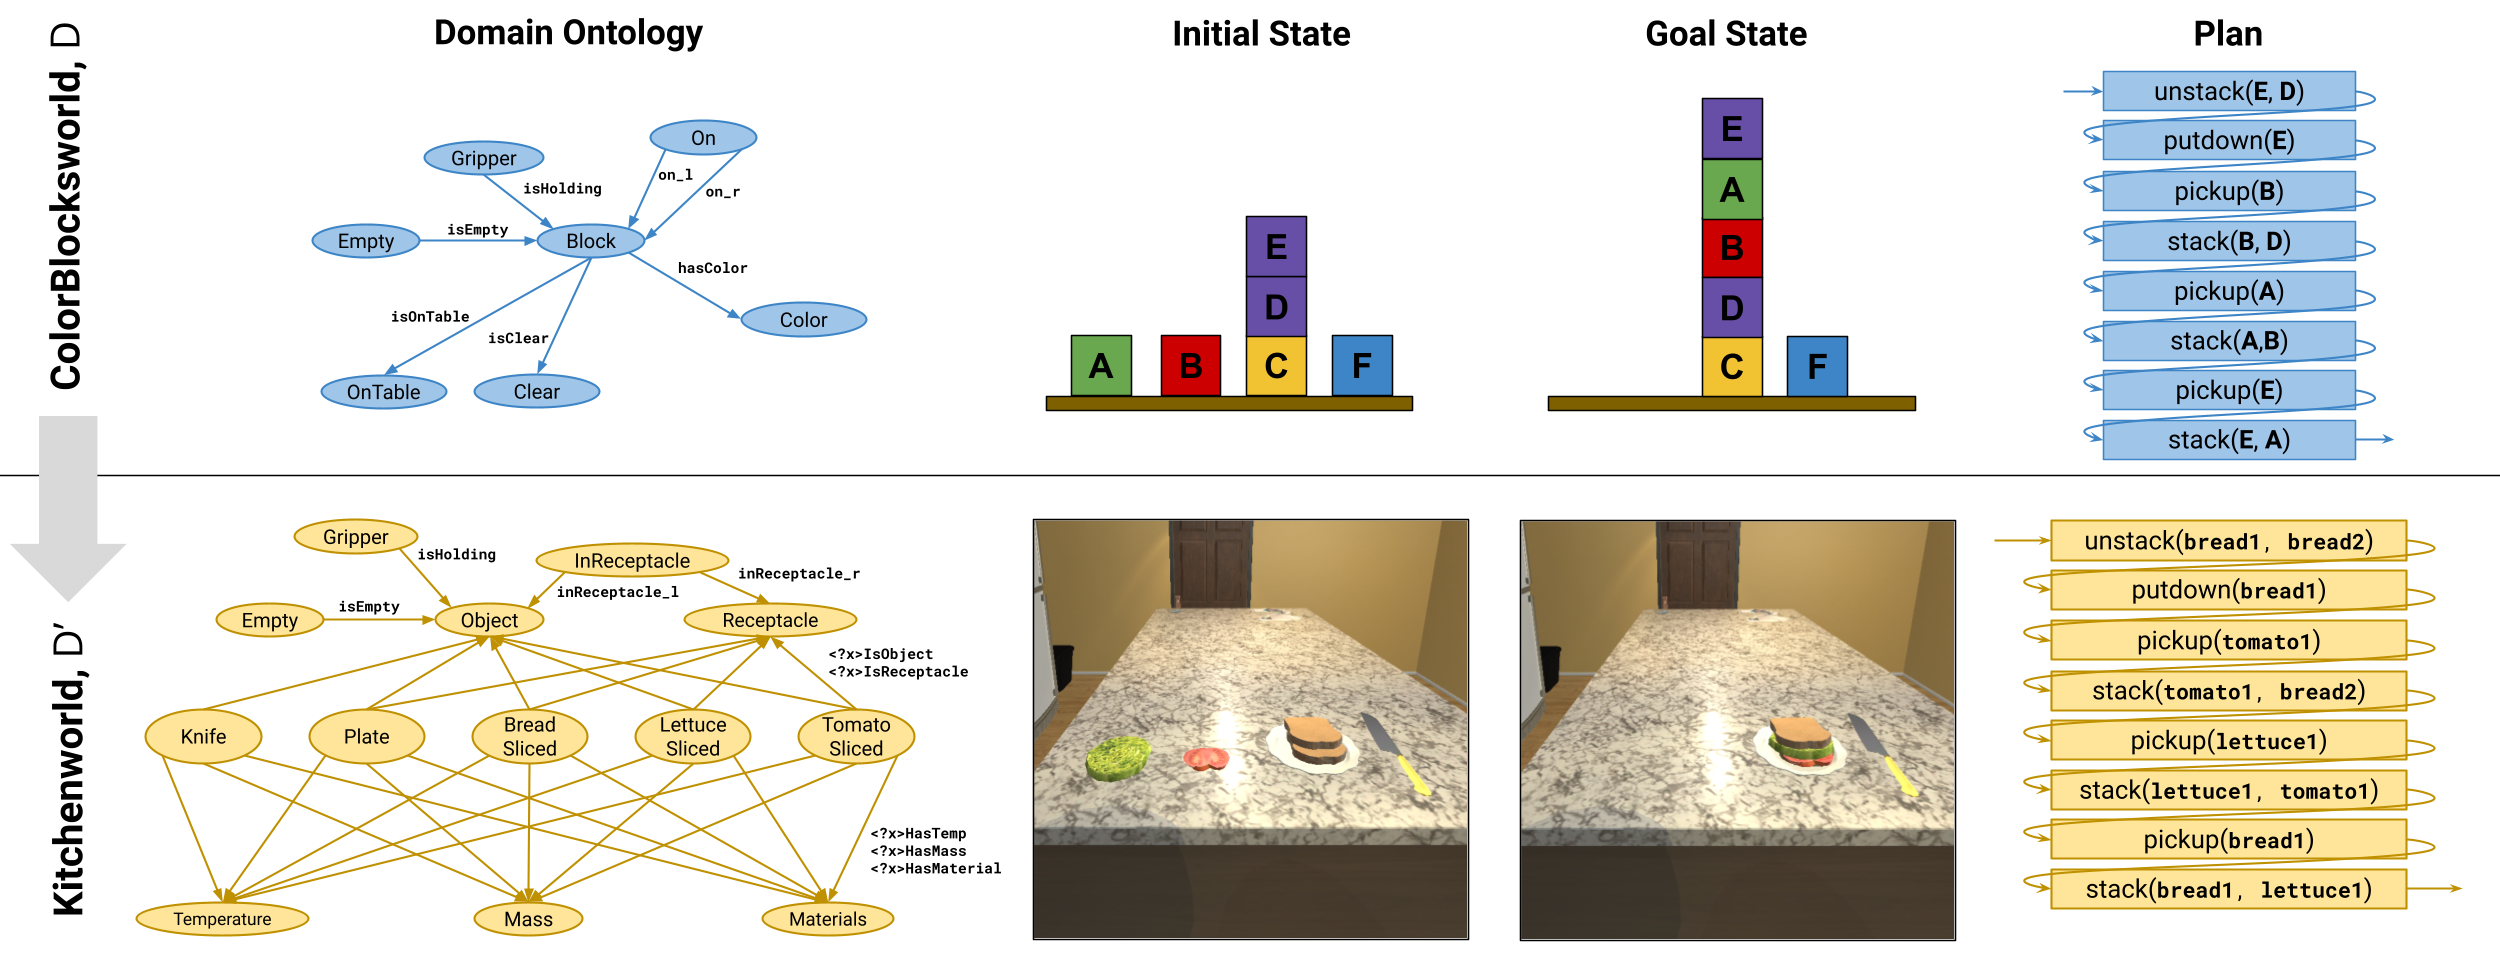 ColorBlocksworld, D
Domain Ontology
Initial State
Goal State
Plan
On
Gripper
isHolding
on_l
on_r
Empty
isEmpty
Block
hasColor
isOnTable
isClear
Color
OnTable
Clear
E
D
A
B
C
F
E
A
B
D
C
F
unstack(E, D)
putdown(E)
pickup(B)
stack(B, D)
pickup(A)
stack(A,B)
pickup(E)
stack(E, A)
Kitchenworld, D'
Gripper
isHolding
InReceptacle
inReceptacle_r
inReceptacle_l
Empty
isEmpty
Object
Receptacle
<?x>IsObject
<?x>IsReceptacle
Knife
Plate
Bread
Sliced
Lettuce
Sliced
Tomato
Sliced
<?x>HasTemp
<?x>HasMass
<?x>HasMaterial
Temperature
Mass
Materials
unstack(bread1, bread2)
putdown(bread1)
pickup(tomato1)
stack(tomato1, bread2)
pickup(lettuce1)
stack(lettuce1, tomato1)
pickup(bread1)
stack(bread1, lettuce1)